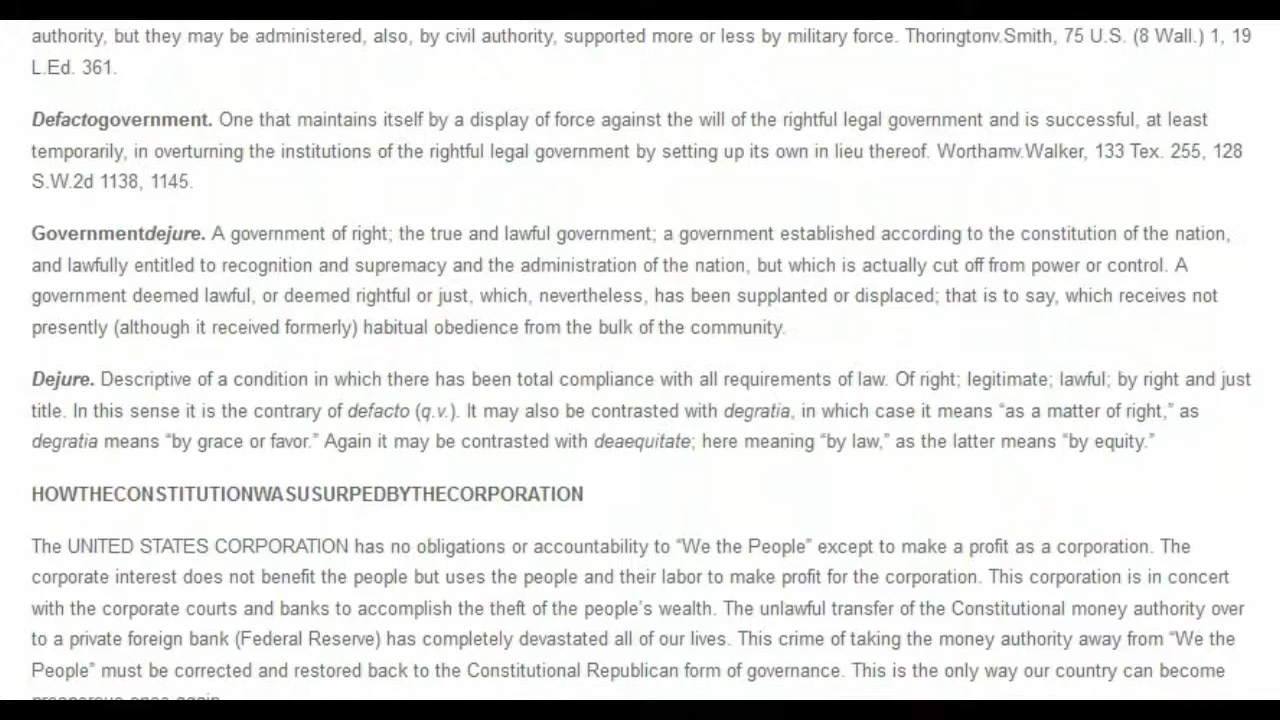 authority, but they may be administered, also, by civil authority, supported more or less by military force. Thoringtonv.Smith, 75 U.S. (8 Wall.) 1, 19
L.Ed. 361.
Defactogovernment. One that maintains itself by a display of force against the will of the rightful legal government and is successful, at least
temporarily, in overturning the institutions of the rightful legal government by setting up its own in lieu thereof. Worthamv.Walker, 133 Tex. 255, 128
S.W.2d 1138, 1145.
Governmentdejure. A government of right; the true and lawful government; a government established according to the constitution of the nation,
and lawfully entitled to recognition and supremacy and the administration of the nation, but which is actually cut off from power or control. A
government deemed lawful, or deemed rightful or just, which, nevertheless, has been supplanted or displaced; that is to say, which receives not
presently (although it received formerly) habitual obedience from the bulk of the community.
Dejure. Descriptive of a condition in which there has been total compliance with all requirements of law. Of right; legitimate; lawful; by right and just
title. In this sense it is the contrary of defacto (q.v.). It may also be contrasted with degratia, in which case it means “as a matter of right,” as
degratia means “by grace or favor.” Again it may be contrasted with deaequitate; here meaning “by law,” as the latter means “by equity.”
HOWTHECONSTITUTIONWASUSURPEDBYTHECORPORATION
The UNITED STATES CORPORATION has no obligations or accountability to “We the People” except to make a profit as a corporation. The
corporate interest does not benefit the people but uses the people and their labor to make profit for the corporation. This corporation is in concert
with the corporate courts and banks to accomplish the theft of the people’s wealth. The unlawful transfer of the Constitutional money authority over
to a private foreign bank (Federal Reserve) has completely devastated all of our lives. This crime of taking the money authority away from “We the
People” must be corrected and restored back to the Constitutional Republican form of governance. This is the only way our country can become
prosperous once again.